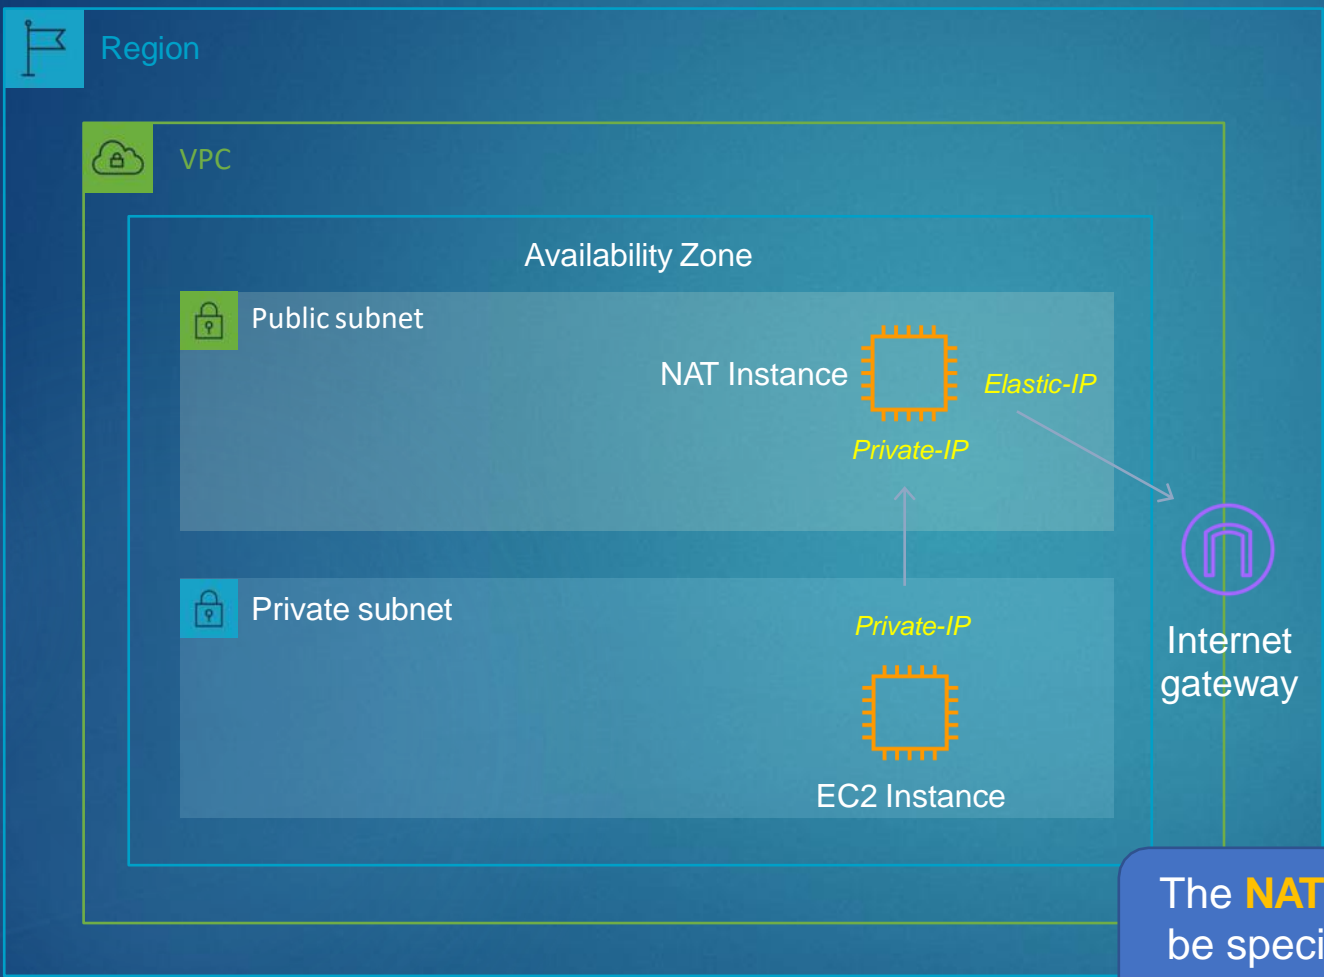 Region
VPC
Availability Zone
Public subnet
NAT Instance
Elastic-IP
Private-IP
Private subnet
Private-IP
Internet
gateway
EC2 Instance
The NAT
be speci